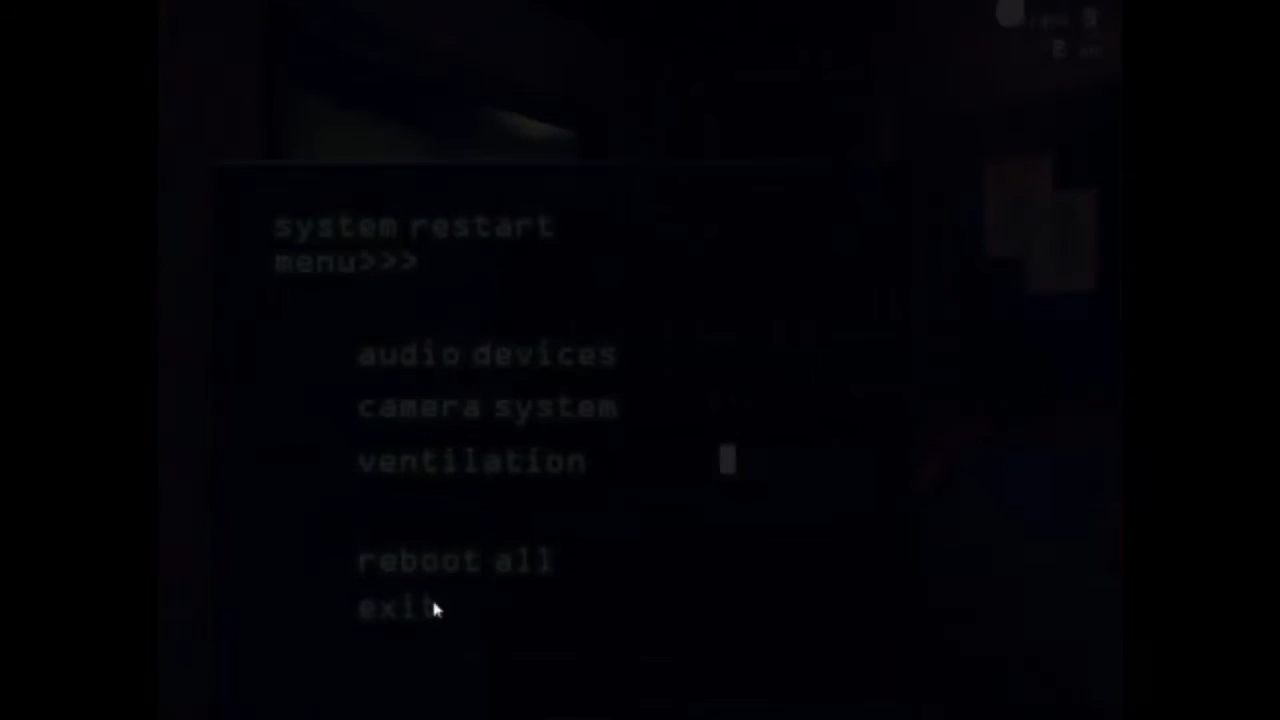 system restart
menu>>>
audio devices
camera system
ventilation
reboot all
exit